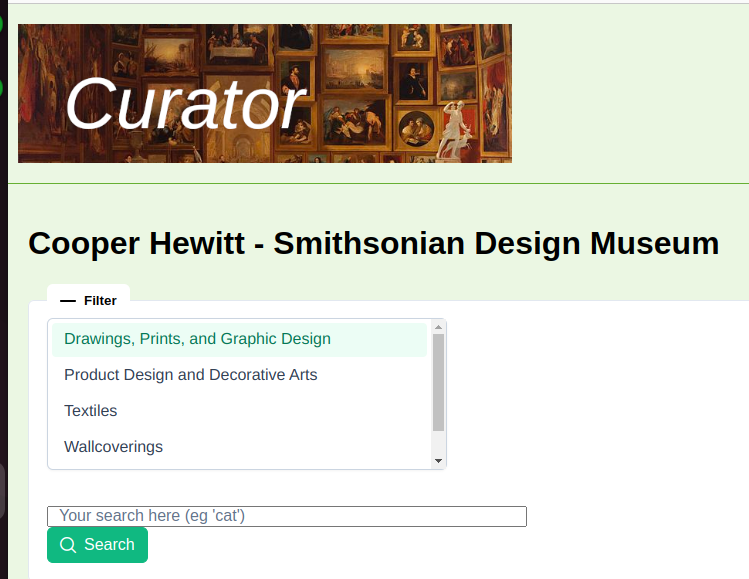 Curator
Cooper Hewitt - Smithsonian Design Museum
Filter
Drawings, Prints, and Graphic Design
Product Design and Decorative Arts
Textiles
Wallcoverings
Your search here (eg 'cat')
Search